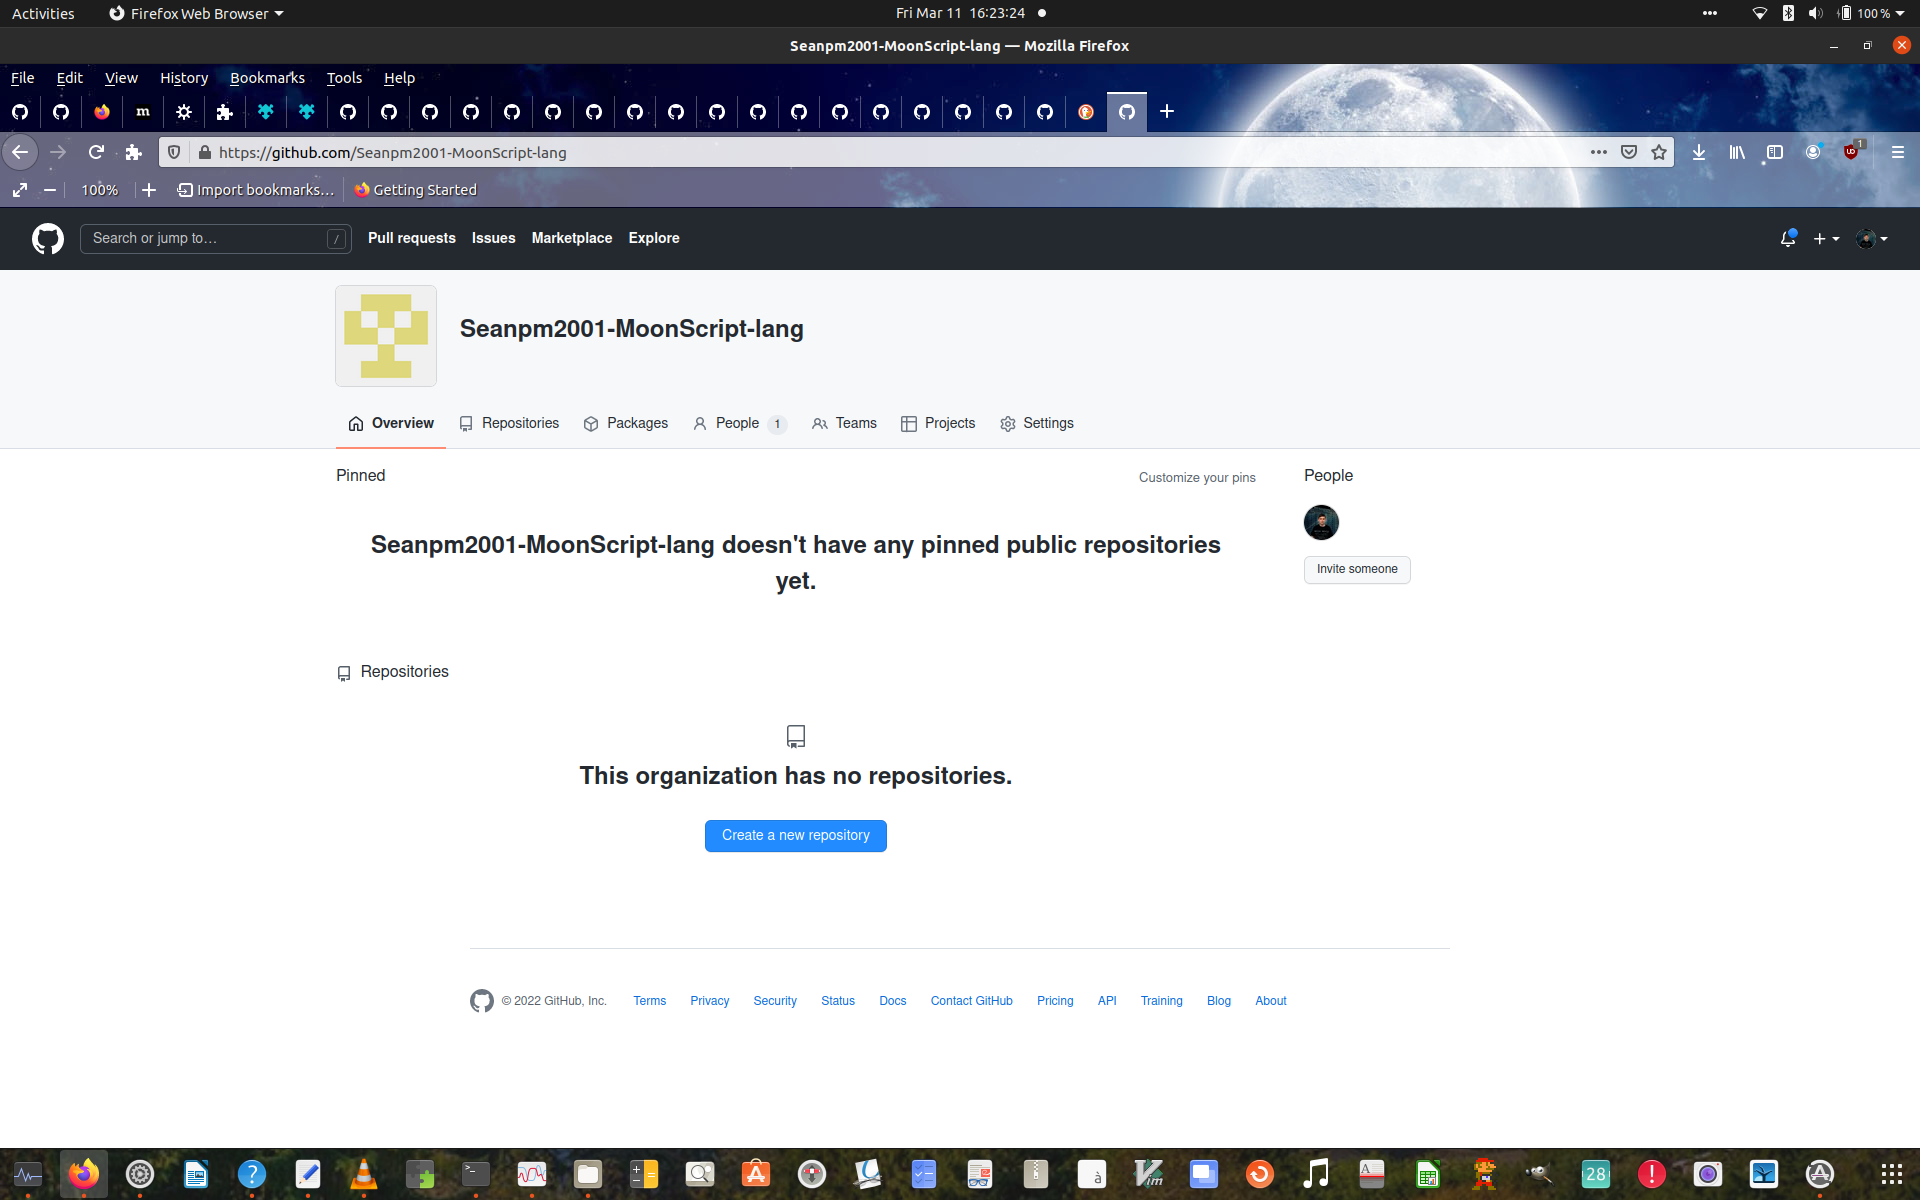 Activities Firefox Web Browser Fri Mar 11 16:23:24 100 %
Seanpm2001-MoonScript-lang — Mozilla Firefox
File Edit View History Bookmarks Tools Help
m
https://github.com/Seanpm2001-MoonScript-lang 1
100% Import bookmarks… Getting Started
Search or jump to… / Pull requests Issues Marketplace Explore
Seanpm2001-MoonScript-lang
Overview Repositories Packages People 1 Teams Projects Settings
Pinned Customize your pins People
Seanpm2001-MoonScript-lang doesn't have any pinned public repositories
yet.
Invite someone
Repositories
This organization has no repositories.
Create a new repository
© 2022 GitHub, Inc. Terms Privacy Security Status Docs Contact GitHub Pricing API Training Blog About
? >_ à Vim A 28 !